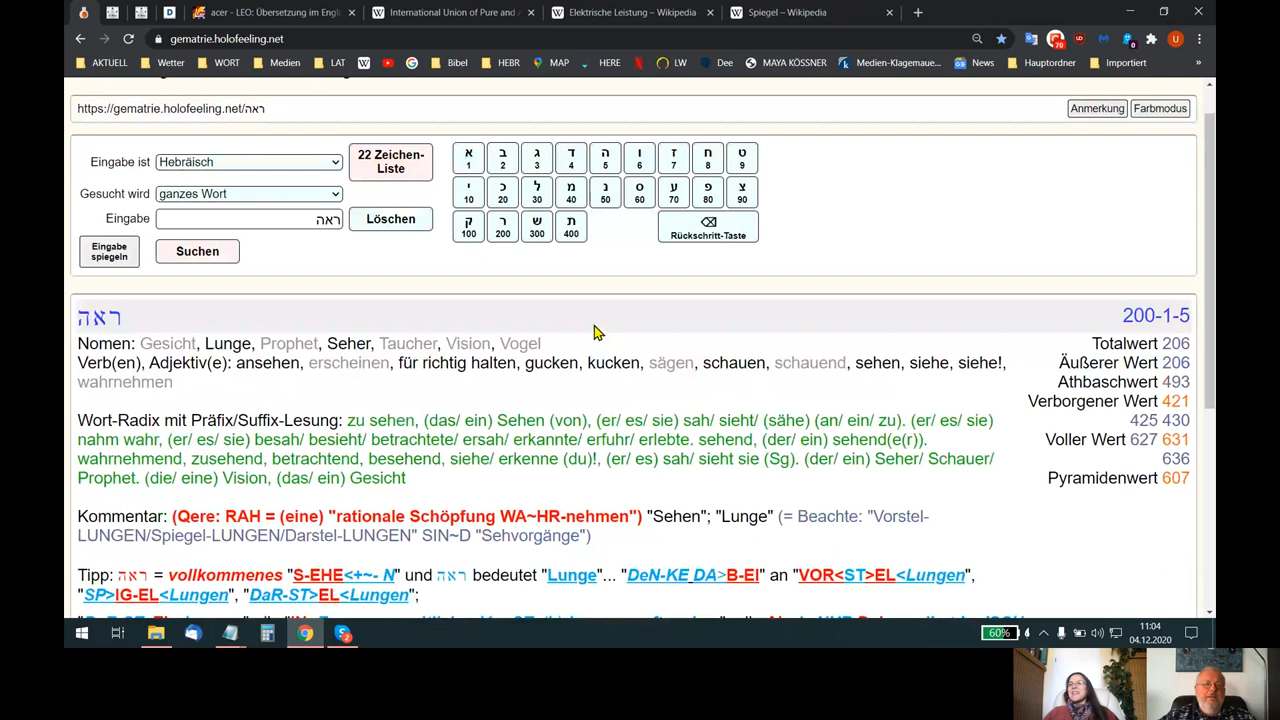 acer - LEO: Übersetzung im Engl
International Union of Pure and A
Elektrische Leistung – Wikipedia
Spiegel – Wikipedia
gematrie.holofeeling.net
AKTUELL Wetter WORT Medien LAT Bibel HEBR MAP HERE LW Dee MAYA KÖSSNER Medien-Klagemaue... News Hauptordner Importiert »
https://gematrie.holofeeling.net/ראה Anmerkung Farbmodus
Eingabe ist Hebräisch
22 Zeichen-Liste
Gesucht wird ganzes Wort
Eingabe ראה Löschen
Eingabe spiegeln Suchen
א ב ג ד ה ו ז ח ט
1 2 3 4 5 6 7 8 9
י כ ל מ נ ס ע פ צ
10 20 30 40 50 60 70 80 90
ק ר ש ת
100 200 300 400 Rückschritt-Taste
ראה 200-1-5
Nomen: Gesicht, Lunge, Prophet, Seher, Taucher, Vision, Vogel Totalwert 206
Verb(en), Adjektiv(e): ansehen, erscheinen, für richtig halten, gucken, kucken, sägen, schauen, schauend, sehen, siehe, siehe!, Äußerer Wert 206
wahrnehmen Athbaschwert 493
Verborgener Wert 421
Wort-Radix mit Präfix/Suffix-Lesung: zu sehen, (das/ ein) Sehen (von), (er/ es/ sie) sah/ sieht/ (sähe) (an/ ein/ zu). (er/ es/ sie) 425 430
nahm wahr, (er/ es/ sie) besah/ besieht/ betrachtete/ ersah/ erkannte/ erfuhr/ erlebte. sehend, (der/ ein) sehend(e(r)). Voller Wert 627 631
wahrnehmend, zusehend, betrachtend, besehend, siehe/ erkenne (du)!, (er/ es) sah/ sieht sie (Sg). (der/ ein) Seher/ Schauer/ 636
Prophet. (die/ eine) Vision, (das/ ein) Gesicht Pyramidenwert 607
Kommentar: (Qere: RAH = (eine) "rationale Schöpfung WA~HR-nehmen") "Sehen"; "Lunge" (= Beachte: "Vorstel-
LUNGEN/Spiegel-LUNGEN/Darstel-LUNGEN" SIN~D "Sehvorgänge")
Tipp: ראה = vollkommenes "S-EHE<+~- N" und ראה bedeutet "Lunge"... "DeN-KE DA>B-EI" an "VOR<ST>EL<Lungen",
"SP>IG-EL<Lungen", "DaR-ST>EL<Lungen";
60% 11:04
04.12.2020